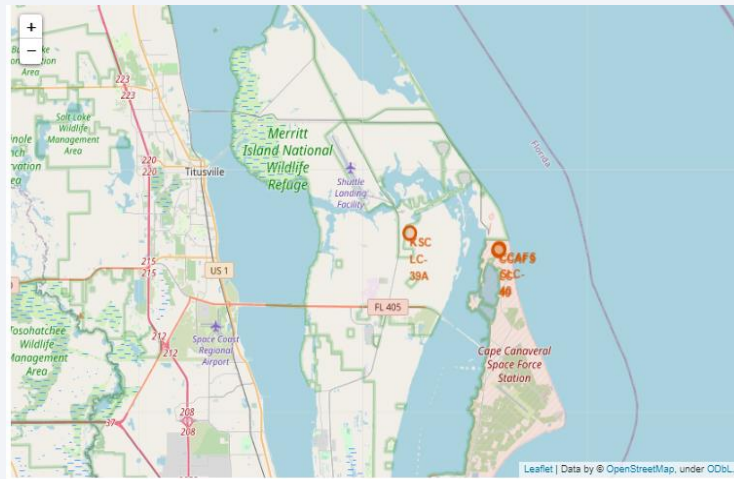 +
−
223
223
Salt Lake
Wildlife
Management
Area
Area
220
220
Titusville
Merritt
Island National
Wildlife
Refuge
Shuttle
Landing
Facility
Florida
KSC
LC-
39A
CCAFS
40
215
215
US 1
FL 405
Tosohatchee
Wildlife
Management
Area
212
212
Space Coast
Regional
Airport
Cape Canaveral
Space Force
Station
37
208
208
Leaflet | Data by © OpenStreetMap, under ODbL.